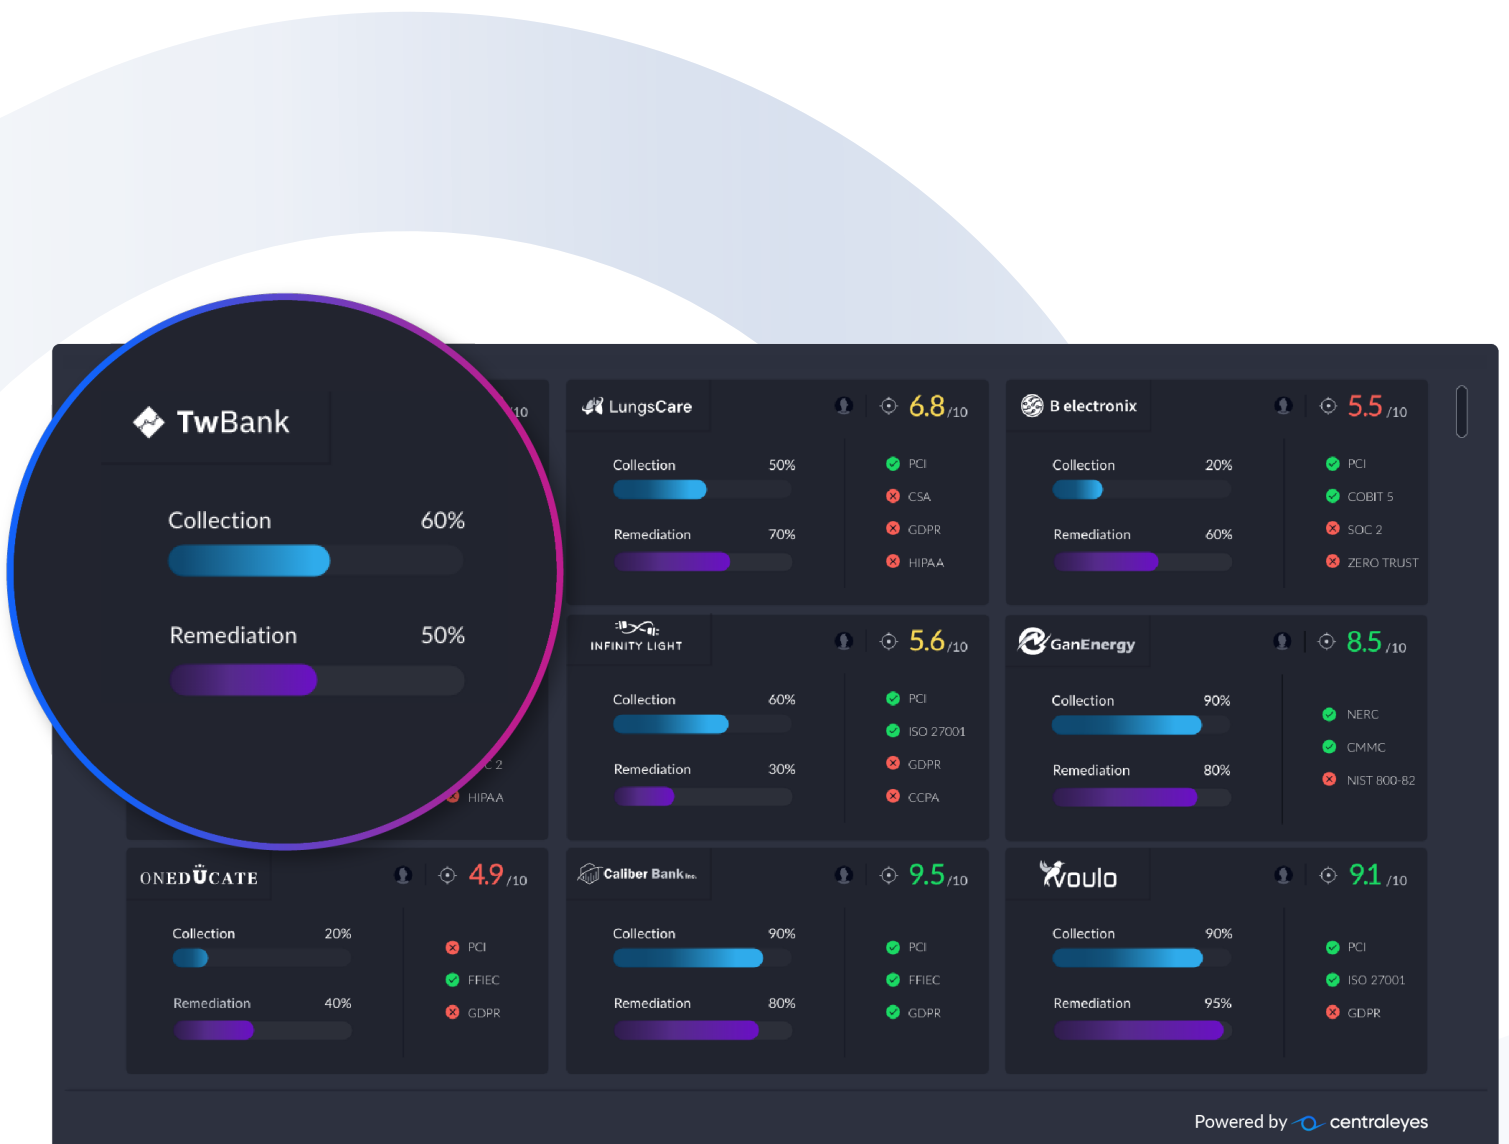 TwBank
Collection 60%
Remediation 50%
/10
HIPAA
LungsCare 6.8 /10
Collection 50%
Remediation 70%
PCI
CSA
GDPR
HIPAA
B electronix 5.5 /10
Collection 20%
Remediation 60%
PCI
COBIT 5
SOC 2
ZERO TRUST
INFINITY LIGHT 5.6 /10
Collection 60%
Remediation 30%
PCI
ISO 27001
GDPR
CCPA
GanEnergy 8.5 /10
Collection 90%
Remediation 80%
NERC
CMMC
NIST 800-82
ONEDÜCATE 4.9 /10
Collection 20%
Remediation 40%
PCI
FFIEC
GDPR
Caliber Bank Inc. 9.5 /10
Collection 90%
Remediation 80%
PCI
FFIEC
GDPR
voulo 9.1 /10
Collection 90%
Remediation 95%
PCI
ISO 27001
GDPR
Powered by centraleyes